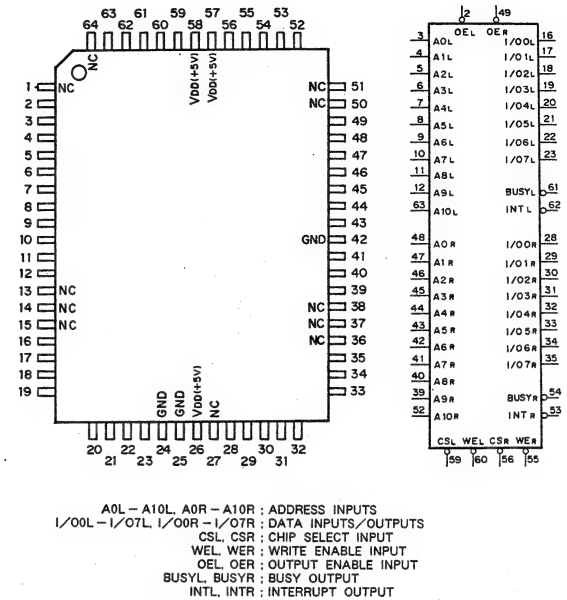 63 61 59 57 55 53
64 62 60 58 56 54 52
NC
VDD(+5V)
VDD(+5V)
1 NC
2
3
4
5
6
7
8
9
10
11
12
13 NC
14 NC
15 NC
16
17
18
19
NC 51
NC 50
49
48
47
46
45
44
43
GND 42
41
40
39
NC 38
NC 37
NC 36
35
34
33
GND
GND
VDD(+5V)
NC
20 22 24 26 28 30 32
21 23 25 27 29 31
2 49
OEL OER
3 A0L I/O0L 16
4 A1L I/O1L 17
5 A2L I/O2L 18
6 A3L I/O3L 19
7 A4L I/O4L 20
8 A5L I/O5L 21
9 A6L I/O6L 22
10 A7L I/O7L 23
11 A8L
12 A9L BUSYL 61
63 A10L INTL 62
48 A0R I/O0R 28
47 A1R I/O1R 29
46 A2R I/O2R 30
45 A3R I/O3R 31
44 A4R I/O4R 32
43 A5R I/O5R 33
42 A6R I/O6R 34
41 A7R I/O7R 35
40 A8R
39 A9R BUSYR 54
52 A10R INTR 53
CSL WEL CSR WER
59 60 56 55
A0L – A10L, A0R – A10R ; ADDRESS INPUTS
I/O0L – I/O7L, I/O0R – I/O7R ; DATA INPUTS/OUTPUTS
CSL, CSR ; CHIP SELECT INPUT
WEL, WER ; WRITE ENABLE INPUT
OEL, OER ; OUTPUT ENABLE INPUT
BUSYL, BUSYR ; BUSY OUTPUT
INTL, INTR ; INTERRUPT OUTPUT